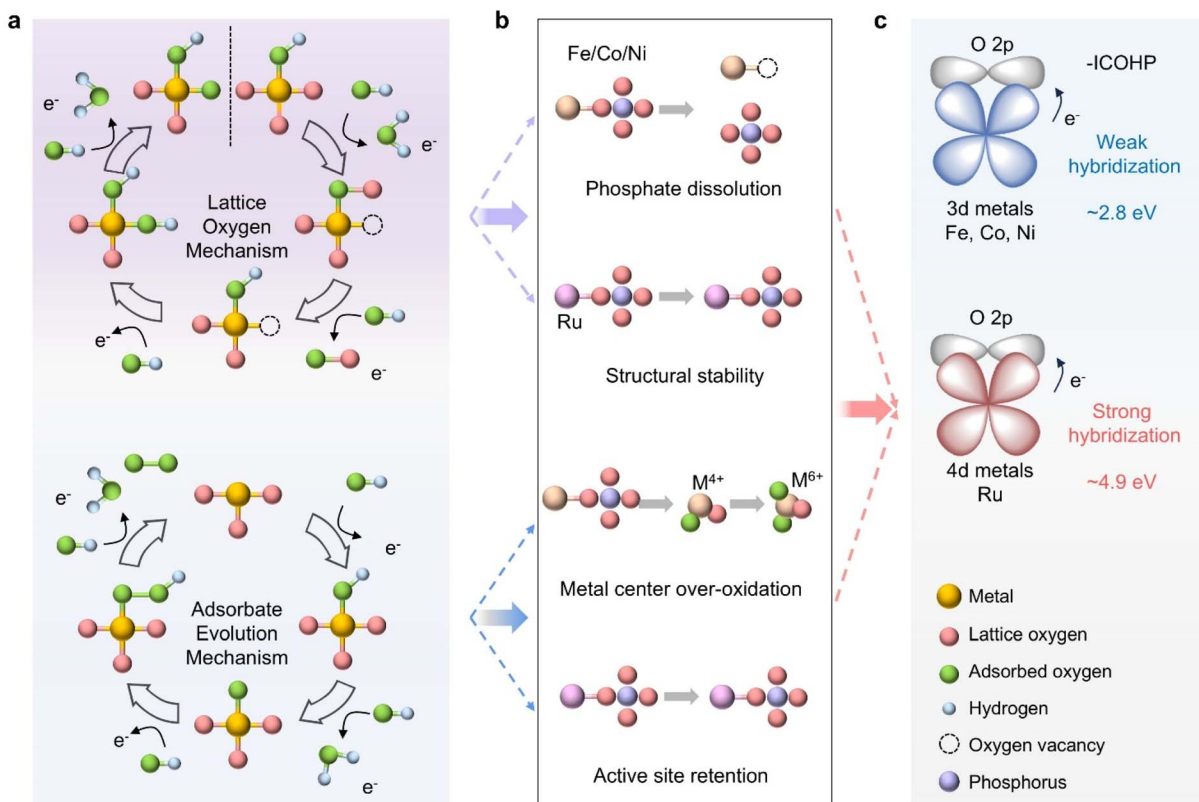 a
e⁻
e⁻
Lattice
Oxygen
Mechanism
e⁻
e⁻
e⁻
e⁻
Adsorbate
Evolution
Mechanism
e⁻
e⁻
b
Fe/Co/Ni
Phosphate dissolution
Ru
Structural stability
M⁴⁺
M⁶⁺
Metal center over-oxidation
Active site retention
c
O 2p
-ICOHP
e⁻
Weak
hybridization
~2.8 eV
3d metals
Fe, Co, Ni
O 2p
e⁻
Strong
hybridization
~4.9 eV
4d metals
Ru
Metal
Lattice oxygen
Adsorbed oxygen
Hydrogen
Oxygen vacancy
Phosphorus